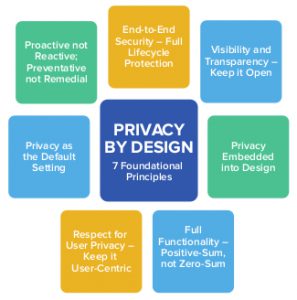 Proactive not
Reactive;
Preventative
not Remedial
End-to-End
Security – Full
Lifecycle
Protection
Visibility and
Transparency –
Keep it Open
Privacy as
the Default
Setting
PRIVACY
BY DESIGN
7 Foundational
Principles
Privacy
Embedded
into Design
Respect for
User Privacy –
Keep it
User-Centric
Full
Functionality –
Positive-Sum,
not Zero-Sum